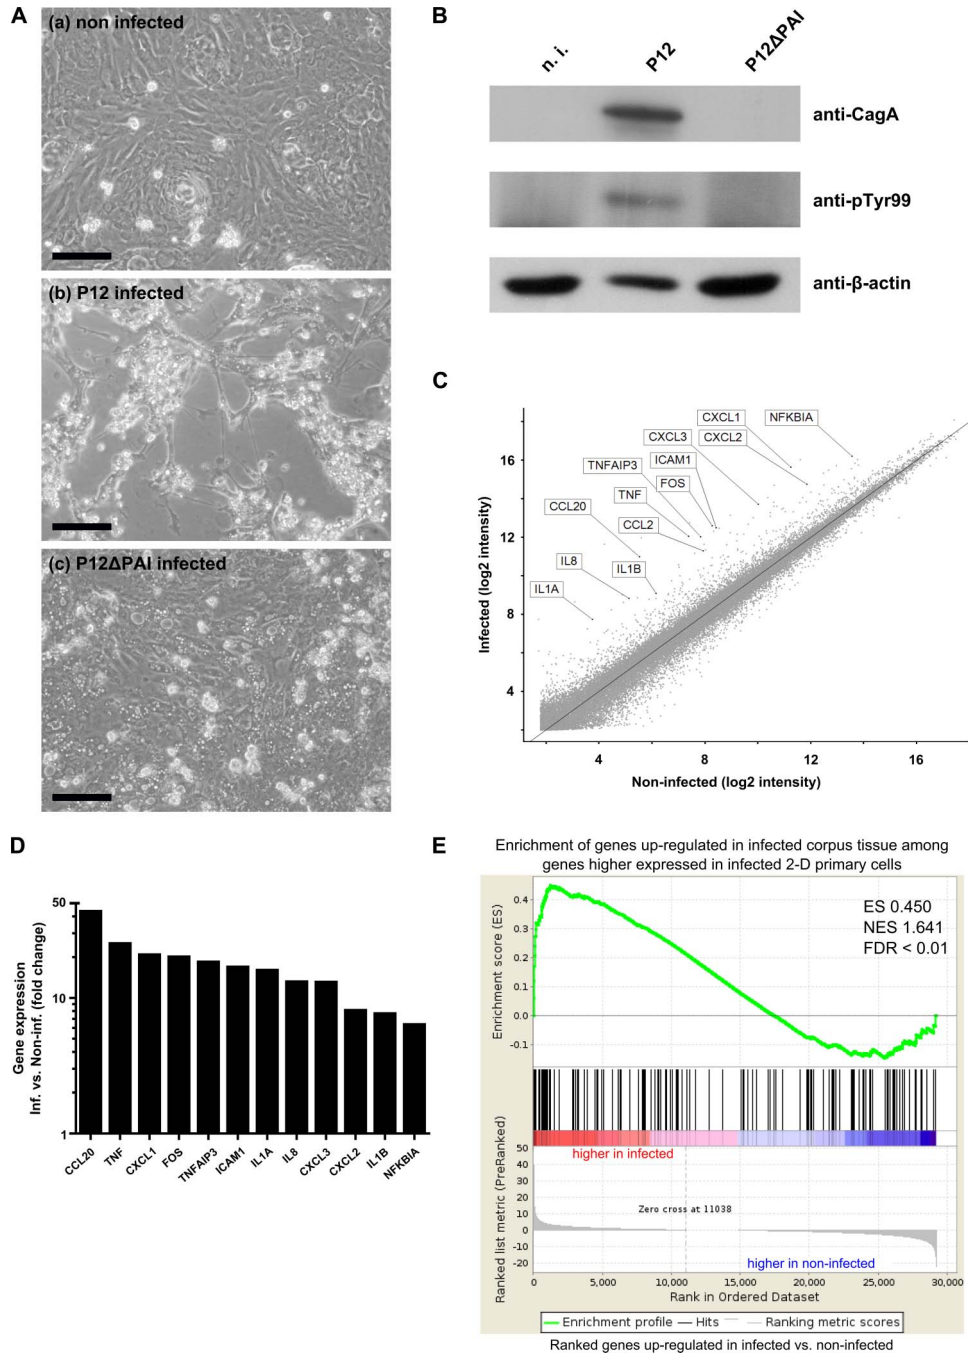 A
(a) non infected
(b) P12 infected
(c) P12ΔPAI infected
B
n. i.
P12
P12ΔPAI
anti-CagA
anti-pTyr99
anti-β-actin
C
CXCL1
NFKBIA
CXCL3
CXCL2
TNFAIP3
ICAM1
FOS
TNF
CCL20
CCL2
IL8
IL1B
IL1A
16
12
8
4
Infected (log2 intensity)
4
8
12
16
Non-infected (log2 intensity)
D
50
10
1
Gene expression
Inf. vs. Non-inf. (fold change)
CCL20
TNF
CXCL1
FOS
TNFAIP3
ICAM1
IL1A
IL8
CXCL3
CXCL2
IL1B
NFKBIA
E
Enrichment of genes up-regulated in infected corpus tissue among
genes higher expressed in infected 2-D primary cells
ES 0.450
NES 1.641
FDR < 0.01
Enrichment score (ES)
0.4
0.3
0.2
0.1
0.0
-0.1
higher in infected
Ranked list metric (PreRanked)
50
40
30
20
10
0
-10
-20
Zero cross at 11038
higher in non-infected
0
5,000
10,000
15,000
20,000
25,000
30,000
Rank in Ordered Dataset
Enrichment profile
Hits
Ranking metric scores
Ranked genes up-regulated in infected vs. non-infected